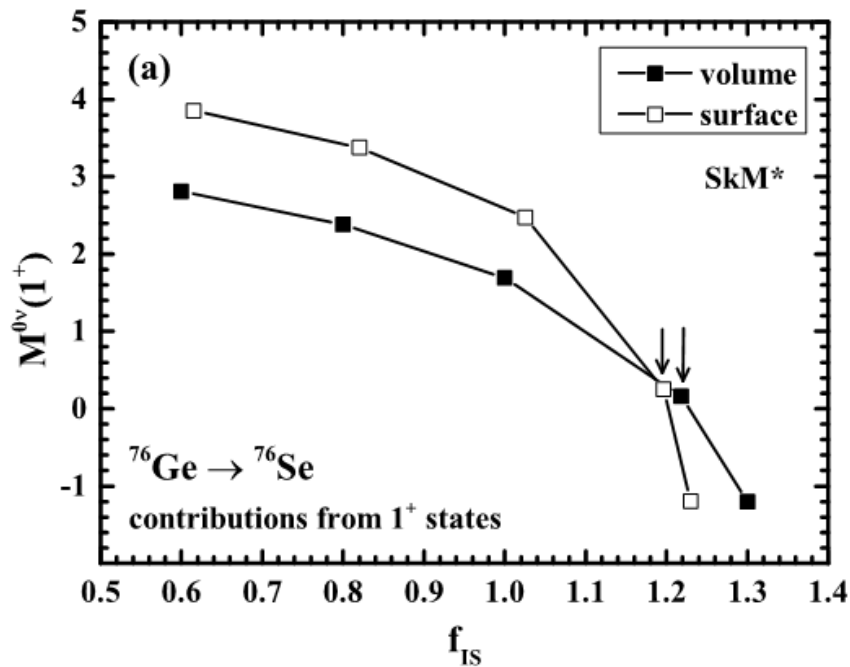 (a)
volume
surface
SkM*
5
4
3
2
1
0
-1
M⁰ᵛ(1⁺)
⁷⁶Ge → ⁷⁶Se
contributions from 1⁺ states
0.5 0.6 0.7 0.8 0.9 1.0 1.1 1.2 1.3 1.4
f_IS